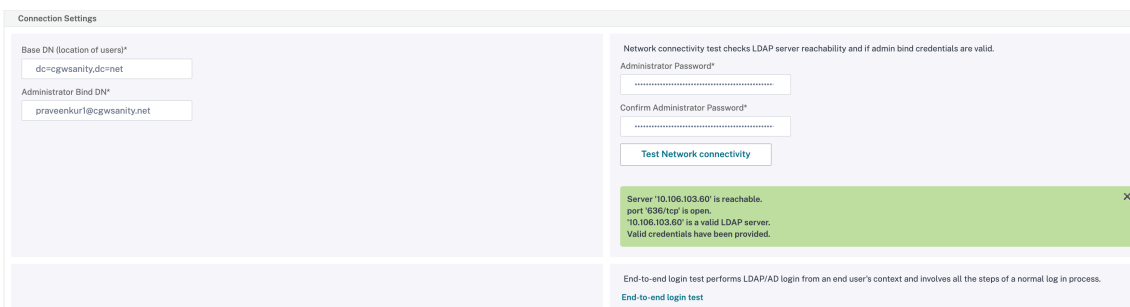 Connection Settings
Base DN (location of users)*
dc=cgwsanity,dc=net
Administrator Bind DN*
praveenkur1@cgwsanity.net
Network connectivity test checks LDAP server reachability and if admin bind credentials are valid.
Administrator Password*
Confirm Administrator Password*
Test Network connectivity
Server '10.106.103.60' is reachable.
port '636/tcp' is open.
'10.106.103.60' is a valid LDAP server.
Valid credentials have been provided.
End-to-end login test performs LDAP/AD login from an end user's context and involves all the steps of a normal log in process.
End-to-end login test